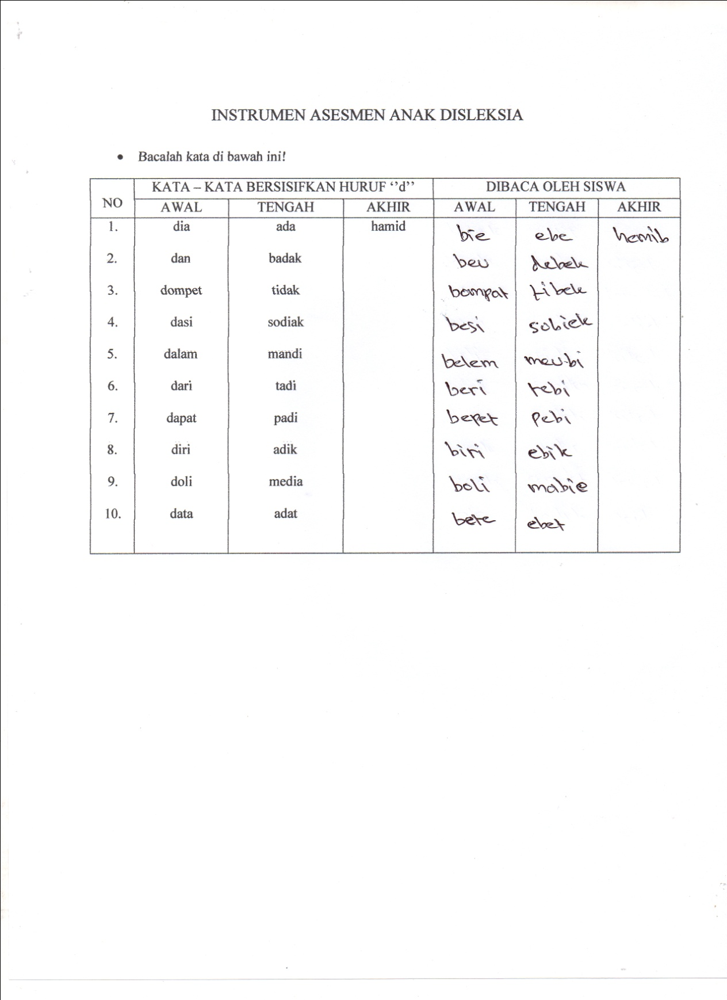 INSTRUMEN ASESMEN ANAK DISLEKSIA
• Bacalah kata di bawah ini!
NO KATA – KATA BERSISIFKAN HURUF ‘’d’’ DIBACA OLEH SISWA
AWAL TENGAH AKHIR AWAL TENGAH AKHIR
1. dia ada hamid bie ebe hemib
2. dan badak beu debek
3. dompet tidak bompat tibek
4. dasi sodiak besi sobiek
5. dalam mandi belem meubi
6. dari tadi beri tebi
7. dapat padi bepet pebi
8. diri adik biri ebik
9. doli media boli mabie
10. data adat bete ebet